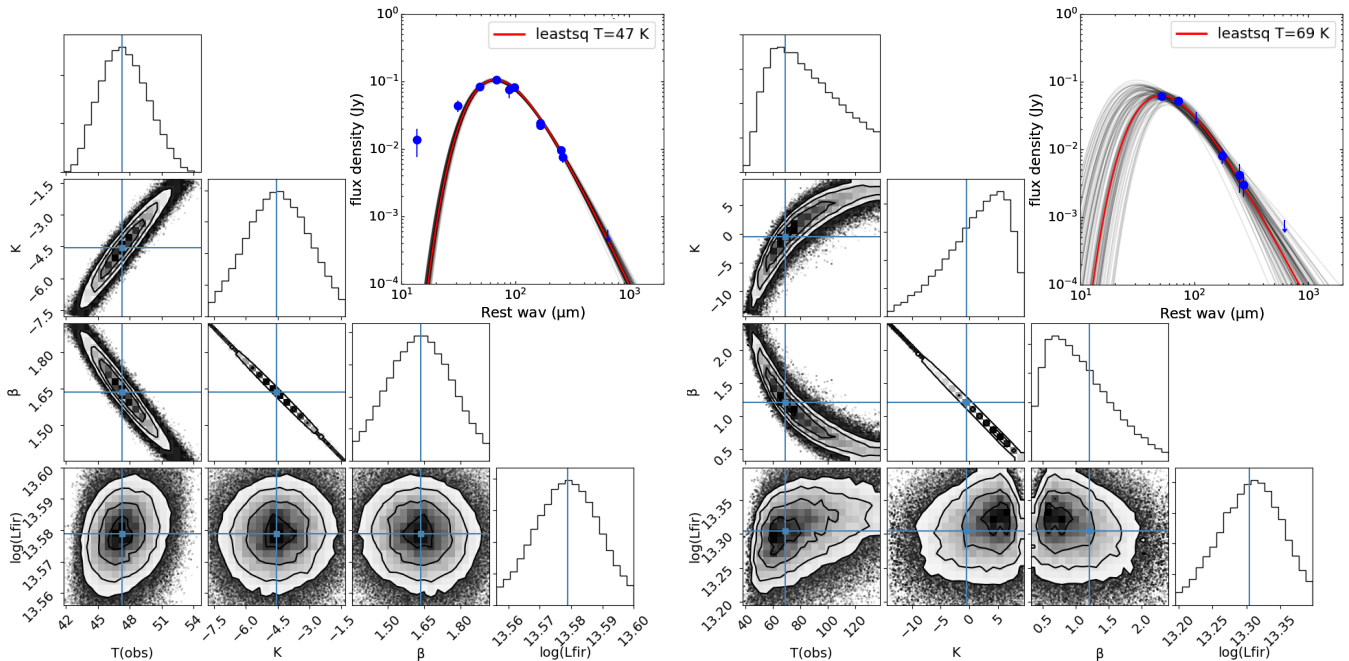 10⁰
leastsq T=47 K
10⁻¹
10⁻²
10⁻³
10⁻⁴
flux density (Jy)
10¹ 10² 10³
Rest wav (μm)
K
−1.5
−3.0
−4.5
−6.0
−7.5
β
1.80
1.65
1.50
log(Lfir)
13.60
13.59
13.58
13.57
13.56
42 45 48 51 54
T(obs)
−7.5 −6.0 −4.5 −3.0 −1.5
K
1.50 1.65 1.80
β
13.56 13.57 13.58 13.59 13.60
log(Lfir)
10⁰
leastsq T=69 K
10⁻¹
10⁻²
10⁻³
10⁻⁴
flux density (Jy)
10¹ 10² 10³
Rest wav (μm)
K
5
0
−5
−10
β
2.0
1.5
1.0
0.5
log(Lfir)
13.35
13.30
13.25
13.20
40 60 80 100 120
T(obs)
−10 −5 0 5
K
0.5 1.0 1.5 2.0
β
13.20 13.25 13.30 13.35
log(Lfir)